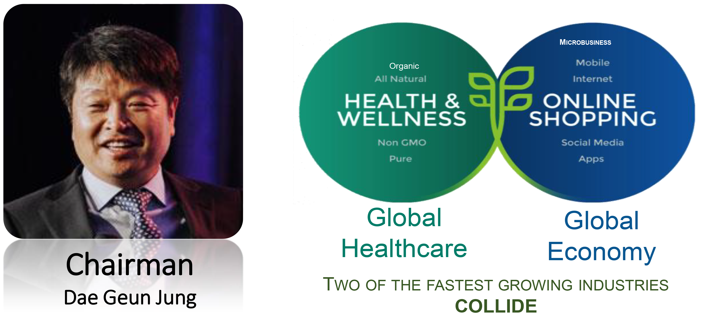 Chairman
Dae Geun Jung
Organic
All Natural
HEALTH &
WELLNESS
Non GMO
Pure
MICROBUSINESS
Mobile
Internet
ONLINE
SHOPPING
Social Media
Apps
Global
Healthcare
Global
Economy
TWO OF THE FASTEST GROWING INDUSTRIES
COLLIDE